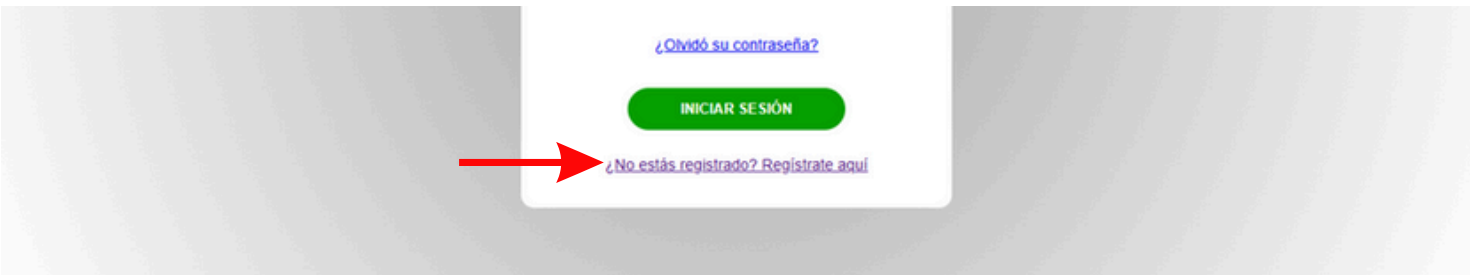 ¿Olvidó su contraseña?
INICIAR SESIÓN
¿No estás registrado? Regístrate aquí